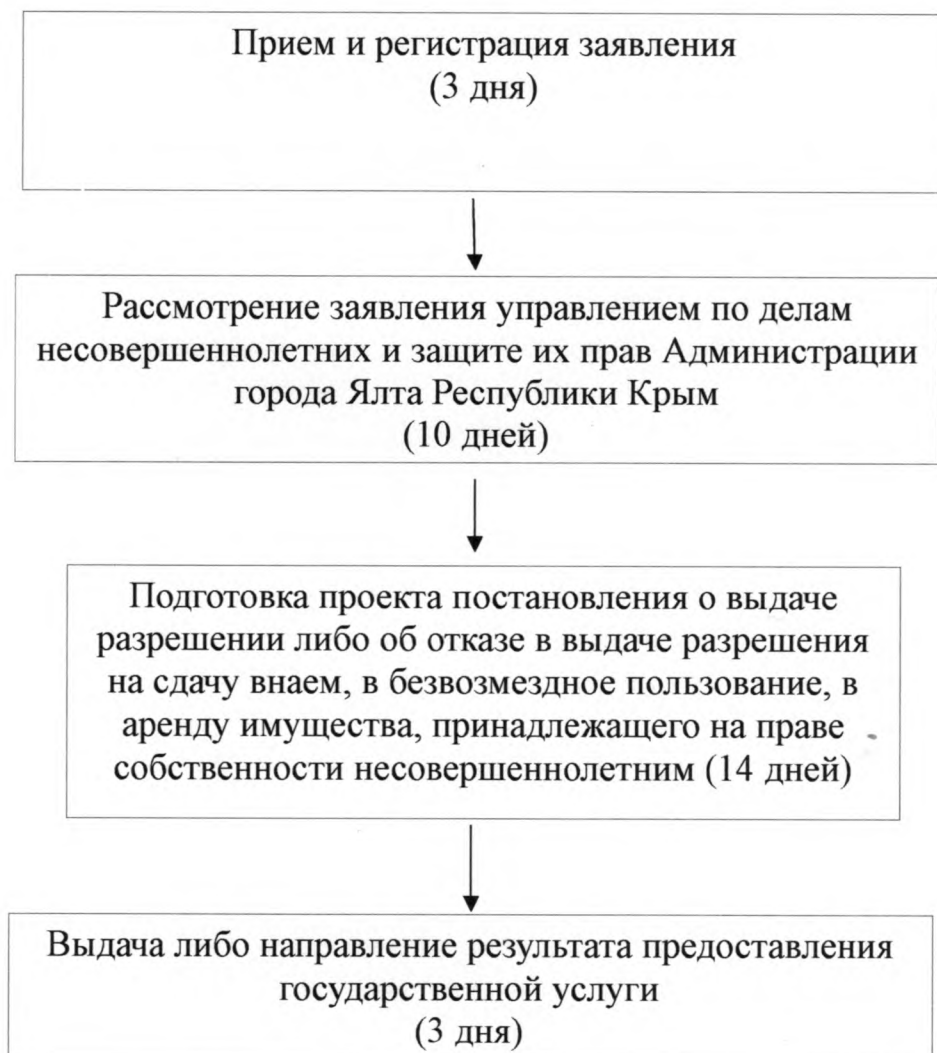 Прием и регистрация заявления
(3 дня)
Рассмотрение заявления управлением по делам
несовершеннолетних и защите их прав Администрации
города Ялта Республики Крым
(10 дней)
Подготовка проекта постановления о выдаче
разрешении либо об отказе в выдаче разрешения
на сдачу внаем, в безвозмездное пользование, в
аренду имущества, принадлежащего на праве
собственности несовершеннолетним (14 дней)
Выдача либо направление результата предоставления
государственной услуги
(3 дня)